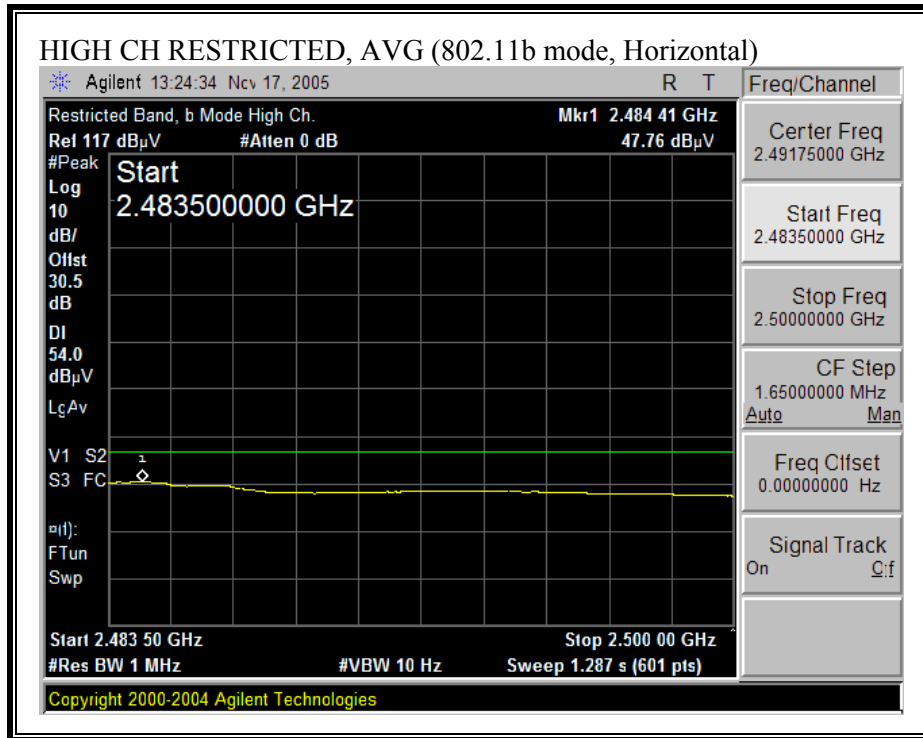 HIGH CH RESTRICTED, AVG (802.11b mode, Horizontal)
Agilent 13:24:34 Nov 17, 2005 R T
Restricted Band, b Mode High Ch.
Mkr1 2.484 41 GHz
Ref 117 dBµV #Atten 0 dB 47.76 dBµV
#Peak
Log
10
dB/
Offst
30.5
dB
DI
54.0
dBµV
LgAv
V1 S2
S3 FC
¤(f):
FTun
Swp
Start
2.483500000 GHz
1
Start 2.483 50 GHz Stop 2.500 00 GHz
#Res BW 1 MHz #VBW 10 Hz Sweep 1.287 s (601 pts)
Copyright 2000-2004 Agilent Technologies
Freq/Channel
Center Freq
2.49175000 GHz
Start Freq
2.48350000 GHz
Stop Freq
2.50000000 GHz
CF Step
1.65000000 MHz
Auto Man
Freq Offset
0.00000000 Hz
Signal Track
On Off